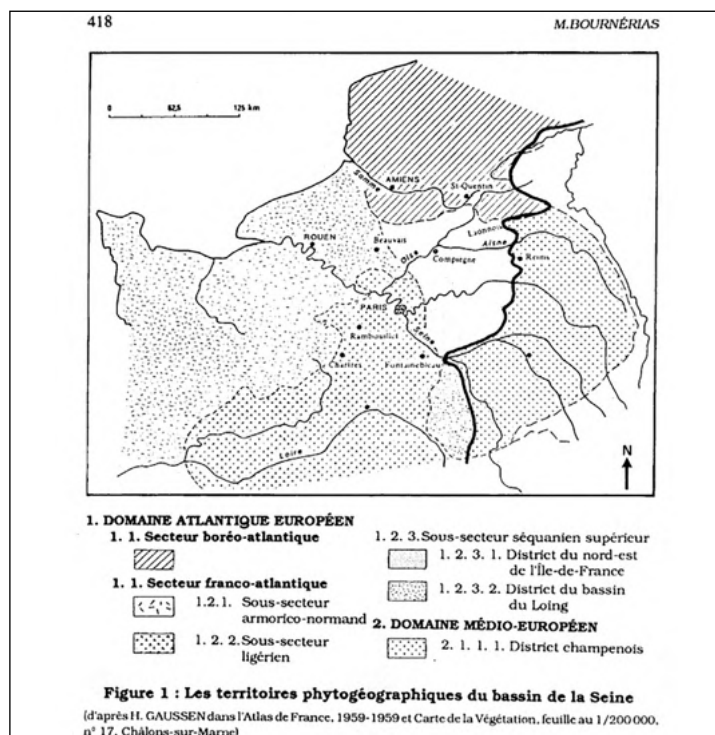 418
M.BOURNÉRIAS
0 62,5 125 km
AMIENS
St-Quentin
Somme
Laonnois
ROUEN
Beauvais
Oise
Aisne
Compiègne
Reims
PARIS
Seine
Rambouillet
Chartres
Fontainebleau
Loire
N
1. DOMAINE ATLANTIQUE EUROPÉEN
1. 1. Secteur boréo-atlantique
1. 1. Secteur franco-atlantique
1.2.1. Sous-secteur
armorico-normand
1. 2. 2. Sous-secteur
ligérien
1. 2. 3. Sous-secteur séquanien supérieur
1. 2. 3. 1. District du nord-est
de l'Île-de-France
1. 2. 3. 2. District du bassin
du Loing
2. DOMAINE MÉDIO-EUROPÉEN
2. 1. 1. 1. District champenois
Figure 1 : Les territoires phytogéographiques du bassin de la Seine
(d'après H. GAUSSEN dans l'Atlas de France, 1959-1959 et Carte de la Végétation, feuille au 1/200 000,
n° 17, Châlons-sur-Marne)